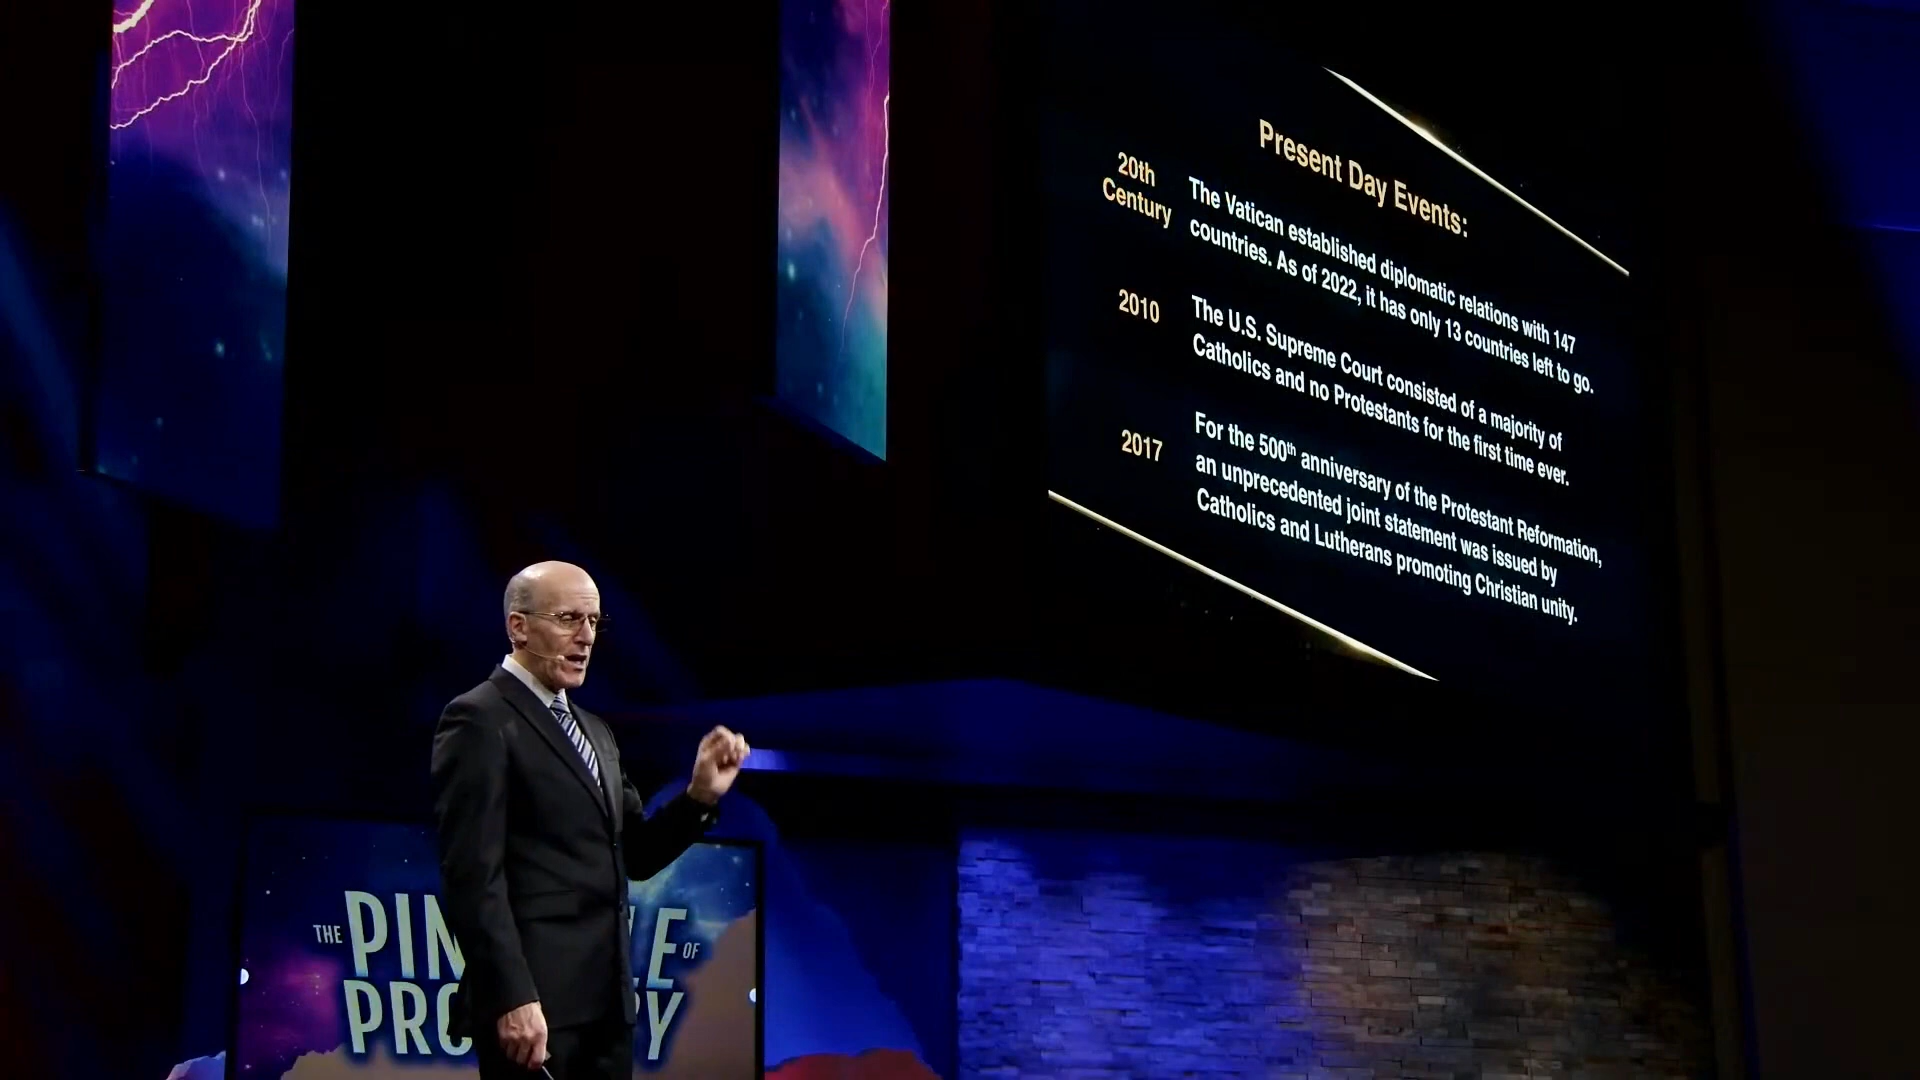 Present Day Events:
20th
Century
The Vatican established diplomatic relations with 147
countries. As of 2022, it has only 13 countries left to go.
2010
The U.S. Supreme Court consisted of a majority of
Catholics and no Protestants for the first time ever.
2017
For the 500th anniversary of the Protestant Reformation,
an unprecedented joint statement was issued by
Catholics and Lutherans promoting Christian unity.
THE PIN LE OF
PRO CY